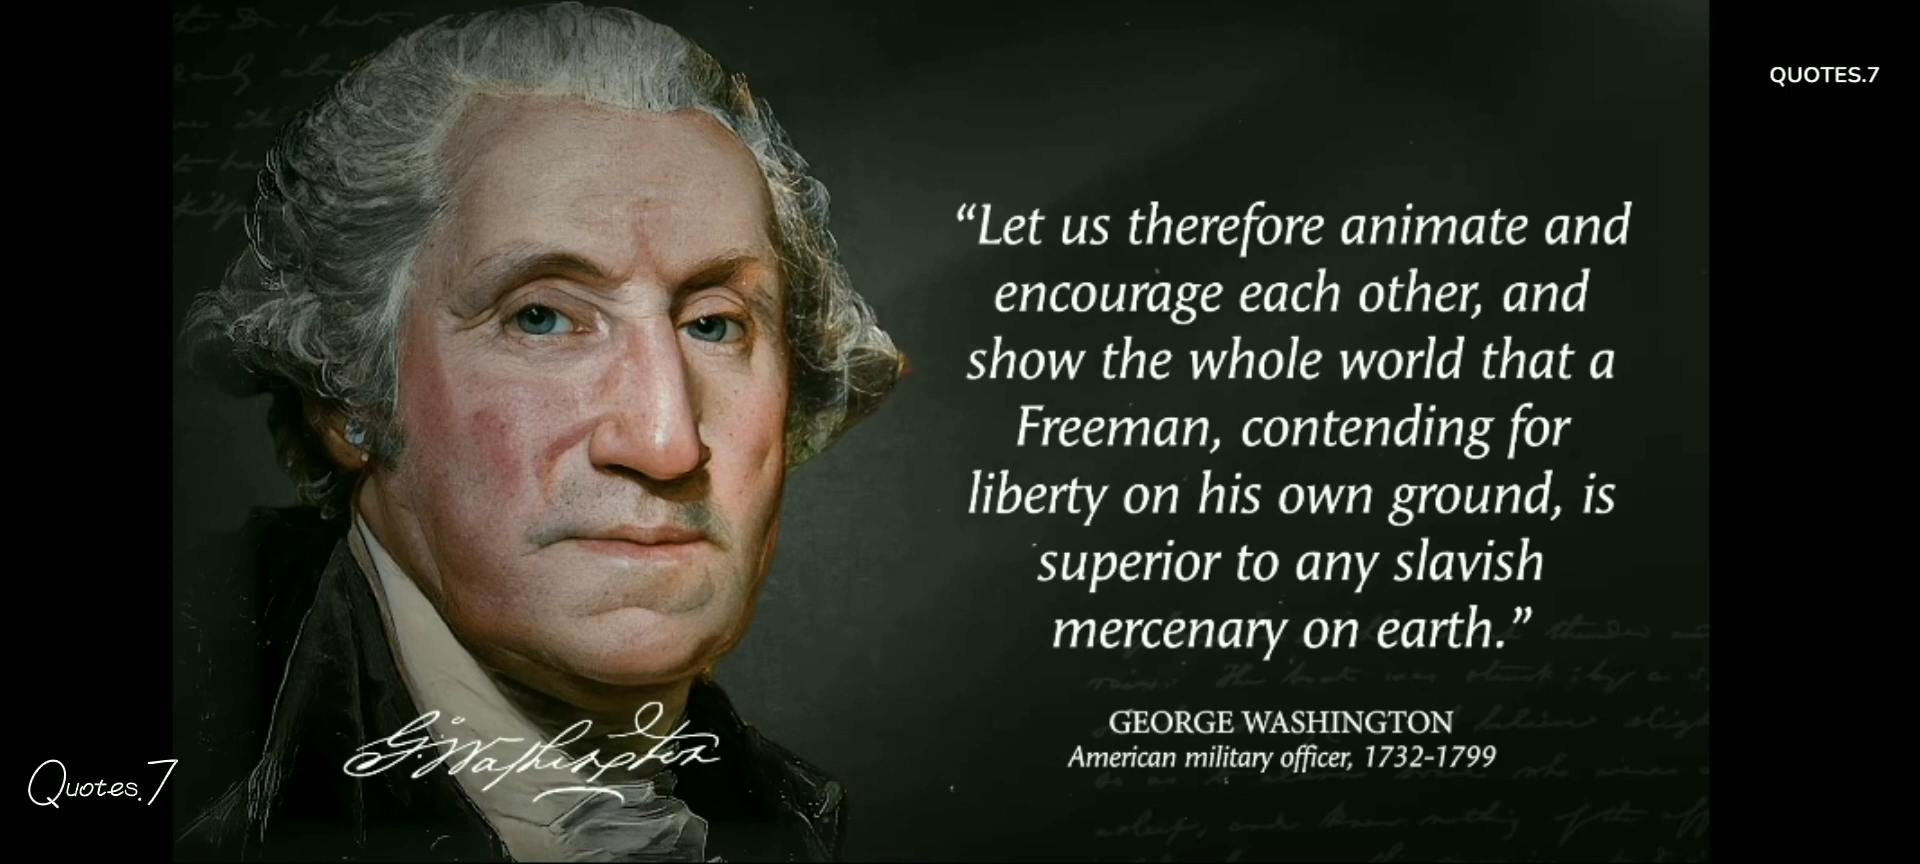 QUOTES.7
“Let us therefore animate and
encourage each other, and
show the whole world that a
Freeman, contending for
liberty on his own ground, is
superior to any slavish
mercenary on earth.”
GEORGE WASHINGTON
American military officer, 1732-1799
G. Washington
Quotes.7